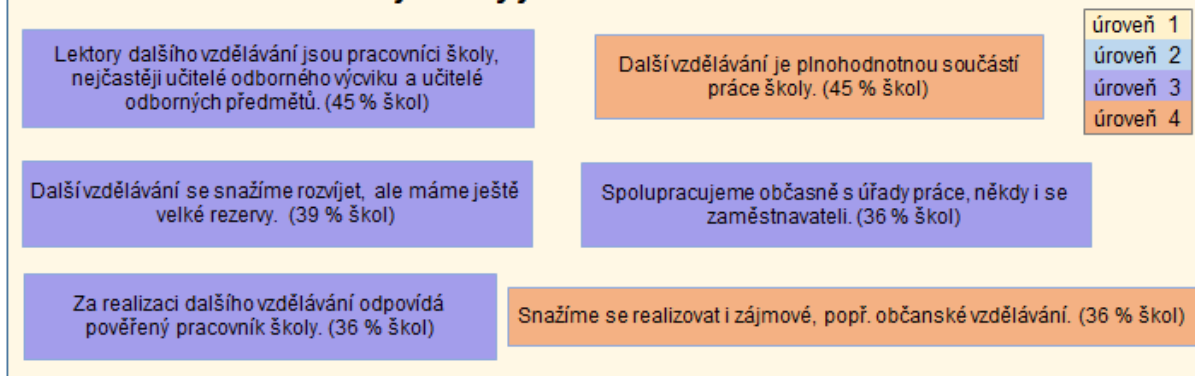 Lektory dalšího vzdělávání jsou pracovníci školy,
nejčastěji učitelé odborného výcviku a učitelé
odborných předmětů. (45 % škol)
Další vzdělávání je plnohodnotnou součástí
práce školy. (45 % škol)
úroveň 1
úroveň 2
úroveň 3
úroveň 4
Další vzdělávání se snažíme rozvíjet, ale máme ještě
velké rezervy. (39 % škol)
Spolupracujeme občasně s úřady práce, někdy i se
zaměstnavateli. (36 % škol)
Za realizaci dalšího vzdělávání odpovídá
pověřený pracovník školy. (36 % škol)
Snažíme se realizovat i zájmové, popř. občanské vzdělávání. (36 % škol)